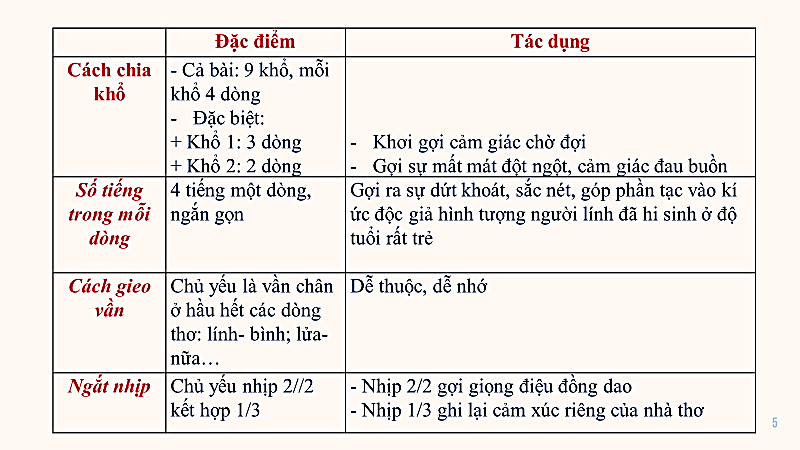 Đặc điểm
Tác dụng
Cách chia
khổ
- Cả bài: 9 khổ, mỗi
khổ 4 dòng
- Đặc biệt:
+ Khổ 1: 3 dòng
+ Khổ 2: 2 dòng
- Khơi gợi cảm giác chờ đợi
- Gợi sự mất mát đột ngột, cảm giác đau buồn
Số tiếng
trong mỗi
dòng
4 tiếng một dòng,
ngắn gọn
Gợi ra sự dứt khoát, sắc nét, góp phần tạc vào kí
ức độc giả hình tượng người lính đã hi sinh ở độ
tuổi rất trẻ
Cách gieo
vần
Chủ yếu là vần chân
ở hầu hết các dòng
thơ: lính- bình; lửa-
nữa…
Dễ thuộc, dễ nhớ
Ngắt nhịp
Chủ yếu nhịp 2//2
kết hợp 1/3
- Nhịp 2/2 gợi giọng điệu đồng dao
- Nhịp 1/3 ghi lại cảm xúc riêng của nhà thơ
5